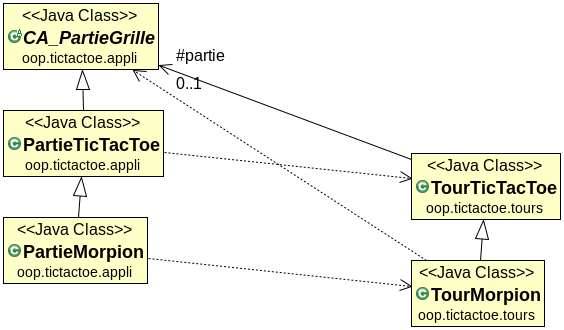 <<Java Class>>
CA_PartieGrille
oop.tictactoe.appli
#partie
0..1
<<Java Class>>
PartieTicTacToe
oop.tictactoe.appli
<<Java Class>>
TourTicTacToe
oop.tictactoe.tours
<<Java Class>>
PartieMorpion
oop.tictactoe.appli
<<Java Class>>
TourMorpion
oop.tictactoe.tours